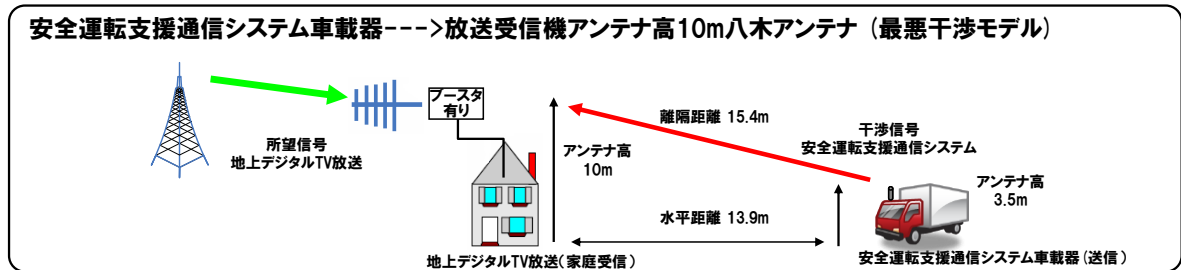 安全運転支援通信システム車載器--->放送受信機アンテナ高10m八木アンテナ (最悪干渉モデル)
ブースタ
有り
離隔距離 15.4m
所望信号
地上デジタルTV放送
アンテナ高
10m
干渉信号
安全運転支援通信システム
アンテナ高
3.5m
水平距離 13.9m
地上デジタルTV放送(家庭受信)
安全運転支援通信システム車載器(送信)